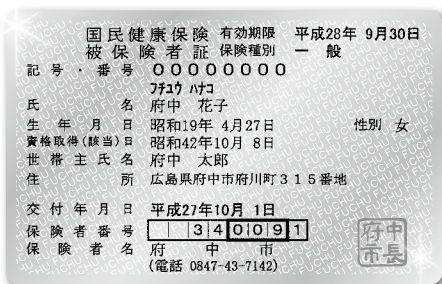 国民健康保険 有効期限 平成28年 9月30日
被保険者証 保険種別 一 般
記号・番号 00000000
フチュウ ハナコ
氏 名 府中 花子
生年月日 昭和19年 4月27日 性別 女
資格取得(該当)日 昭和42年10月 8日
世帯主氏名 府中 太郎
住 所 広島県府中市府川町315番地
交付年月日 平成27年10月 1日
保険者番号 340091
保険者名 府 中 市
(電話 0847-43-7142)
府中
市長